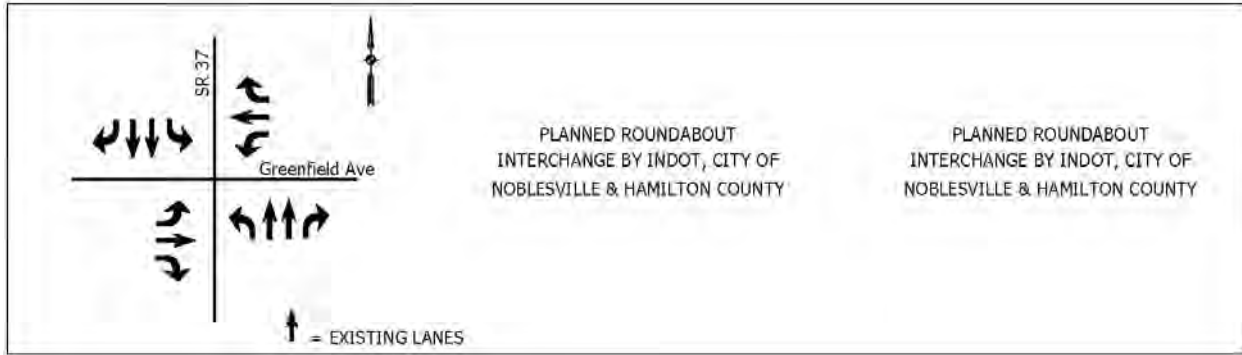 SR 37
Greenfield Ave
= EXISTING LANES
PLANNED ROUNDABOUT
INTERCHANGE BY INDOT, CITY OF
NOBLESVILLE & HAMILTON COUNTY
PLANNED ROUNDABOUT
INTERCHANGE BY INDOT, CITY OF
NOBLESVILLE & HAMILTON COUNTY